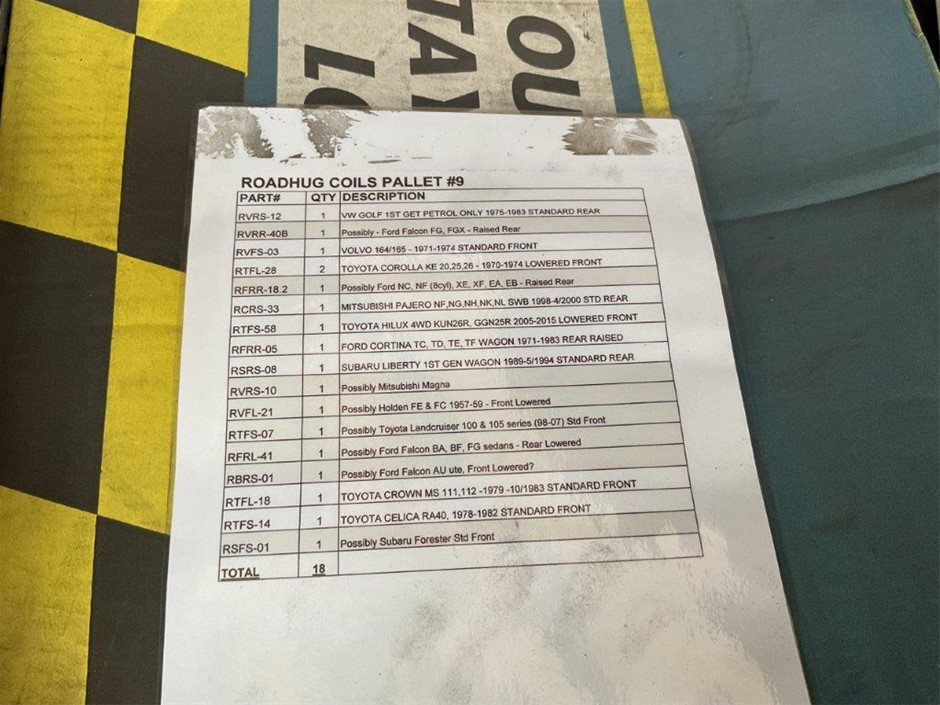 OU
TAX
LO
ROADHUG COILS PALLET #9
PART# QTY DESCRIPTION
RVRS-12 1 VW GOLF 1ST GET PETROL ONLY 1975-1983 STANDARD REAR
RVRR-40B 1 Possibly - Ford Falcon FG, FGX - Raised Rear
RVFS-03 1 VOLVO 164/165 - 1971-1974 STANDARD FRONT
RTFL-28 2 TOYOTA COROLLA KE 20,25,26 - 1970-1974 LOWERED FRONT
RFRR-18.2 1 Possibly Ford NC, NF (8cyl), XE, XF, EA, EB - Raised Rear
RCRS-33 1 MITSUBISHI PAJERO NF,NG,NH,NK,NL SWB 1998-4/2000 STD REAR
RTFS-58 1 TOYOTA HILUX 4WD KUN26R, GGN25R 2005-2015 LOWERED FRONT
RFRR-05 1 FORD CORTINA TC, TD, TE, TF WAGON 1971-1983 REAR RAISED
RSRS-08 1 SUBARU LIBERTY 1ST GEN WAGON 1989-5/1994 STANDARD REAR
RVRS-10 1 Possibly Mitsubishi Magna
RVFL-21 1 Possibly Holden FE & FC 1957-59 - Front Lowered
RTFS-07 1 Possibly Toyota Landcruiser 100 & 105 series (98-07) Std Front
RFRL-41 1 Possibly Ford Falcon BA, BF, FG sedans - Rear Lowered
RBRS-01 1 Possibly Ford Falcon AU ute, Front Lowered?
RTFL-18 1 TOYOTA CROWN MS 111,112 -1979 -10/1983 STANDARD FRONT
RTFS-14 1 TOYOTA CELICA RA40, 1978-1982 STANDARD FRONT
RSFS-01 1 Possibly Subaru Forester Std Front
TOTAL 18